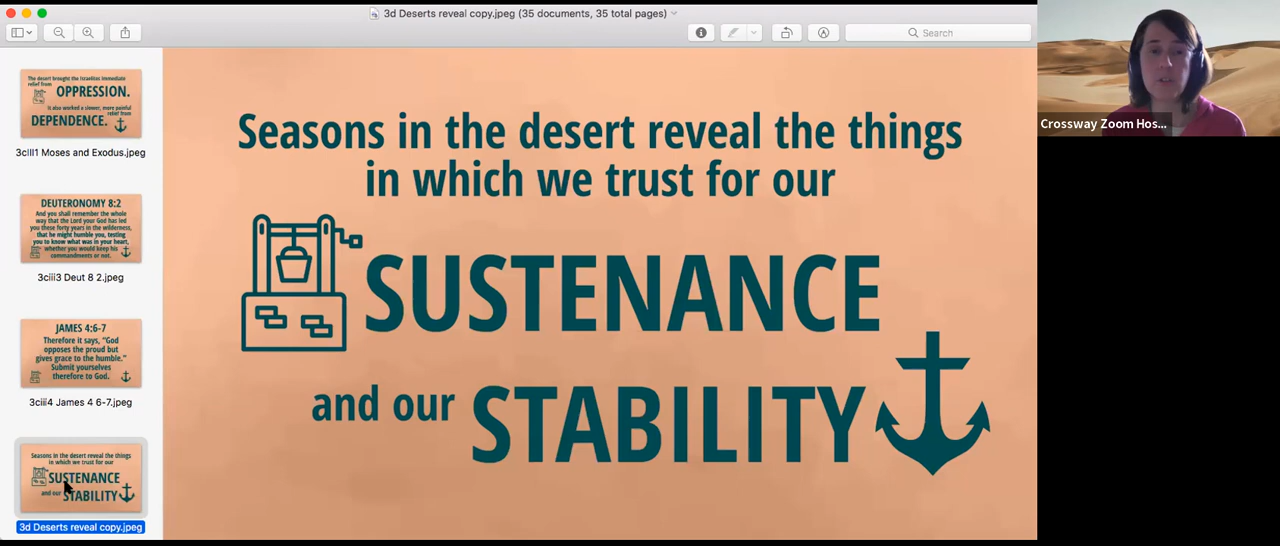 3d Deserts reveal copy.jpeg (35 documents, 35 total pages)
Search
The desert brought the Israelites immediate
relief from OPPRESSION.
It also worked a slower, more painful
relief from
DEPENDENCE.
3cIII1 Moses and Exodus.jpeg
DEUTERONOMY 8:2
And you shall remember the whole
way that the Lord your God has led
you these forty years in the wilderness,
that he might humble you, testing
you to know what was in your heart,
whether you would keep his
commandments or not.
3ciii3 Deut 8 2.jpeg
JAMES 4:6-7
Therefore it says, “God
opposes the proud but
gives grace to the humble.”
Submit yourselves
therefore to God.
3ciii4 James 4 6-7.jpeg
Seasons in the desert reveal the things
in which we trust for our
SUSTENANCE
and our STABILITY
3d Deserts reveal copy.jpeg
Seasons in the desert reveal the things
in which we trust for our
SUSTENANCE
and our STABILITY
Crossway Zoom Hos...